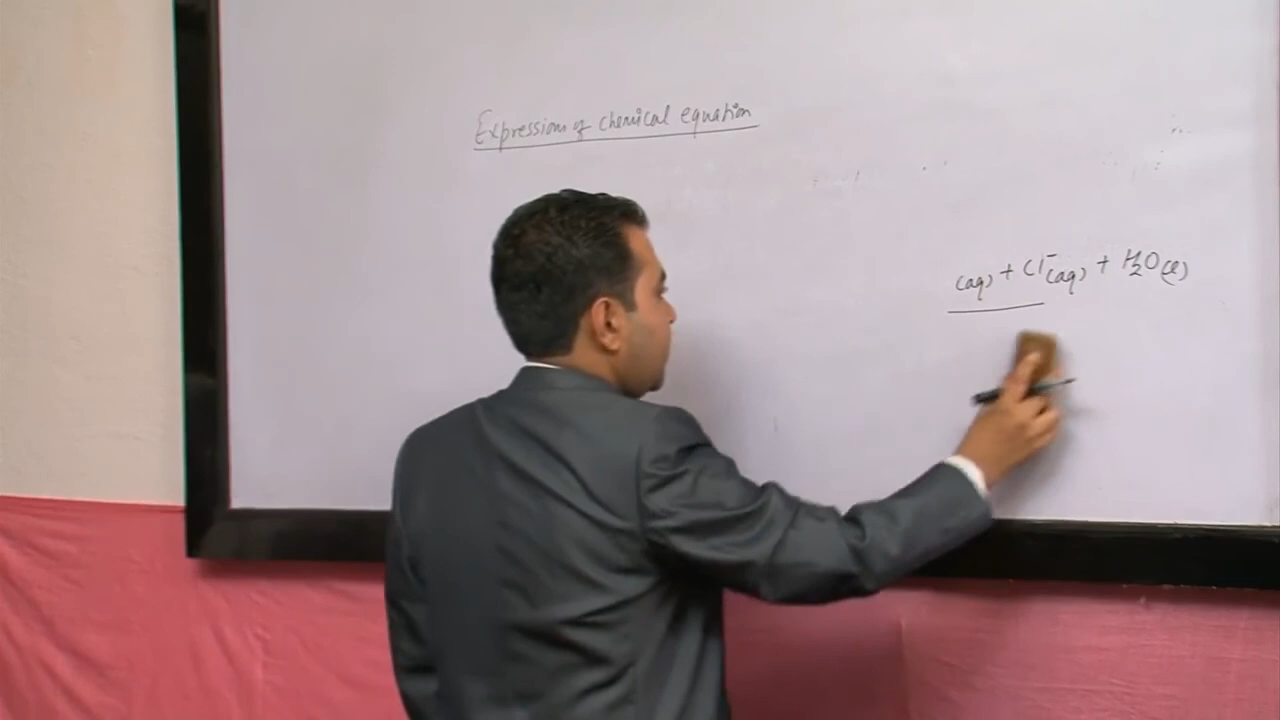 Expression of chemical equation
(aq) + Cl⁻(aq) + H₂O(l)